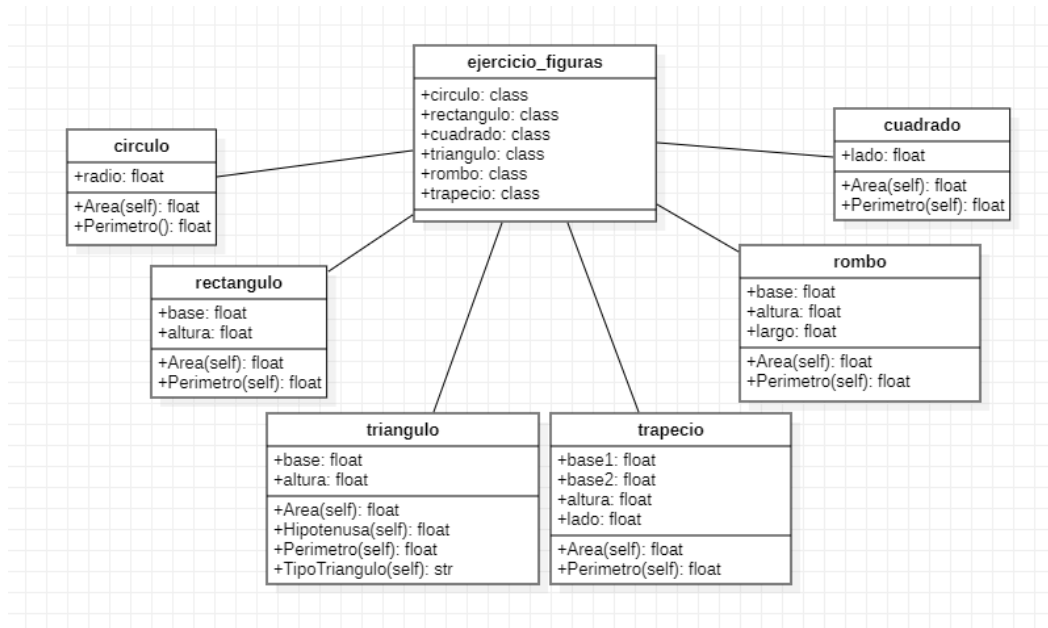 ejercicio_figuras
+circulo: class
+rectangulo: class
+cuadrado: class
+triangulo: class
+rombo: class
+trapecio: class
circulo
+radio: float
+Area(self): float
+Perimetro(): float
cuadrado
+lado: float
+Area(self): float
+Perimetro(self): float
rectangulo
+base: float
+altura: float
+Area(self): float
+Perimetro(self): float
rombo
+base: float
+altura: float
+largo: float
+Area(self): float
+Perimetro(self): float
triangulo
+base: float
+altura: float
+Area(self): float
+Hipotenusa(self): float
+Perimetro(self): float
+TipoTriangulo(self): str
trapecio
+base1: float
+base2: float
+altura: float
+lado: float
+Area(self): float
+Perimetro(self): float